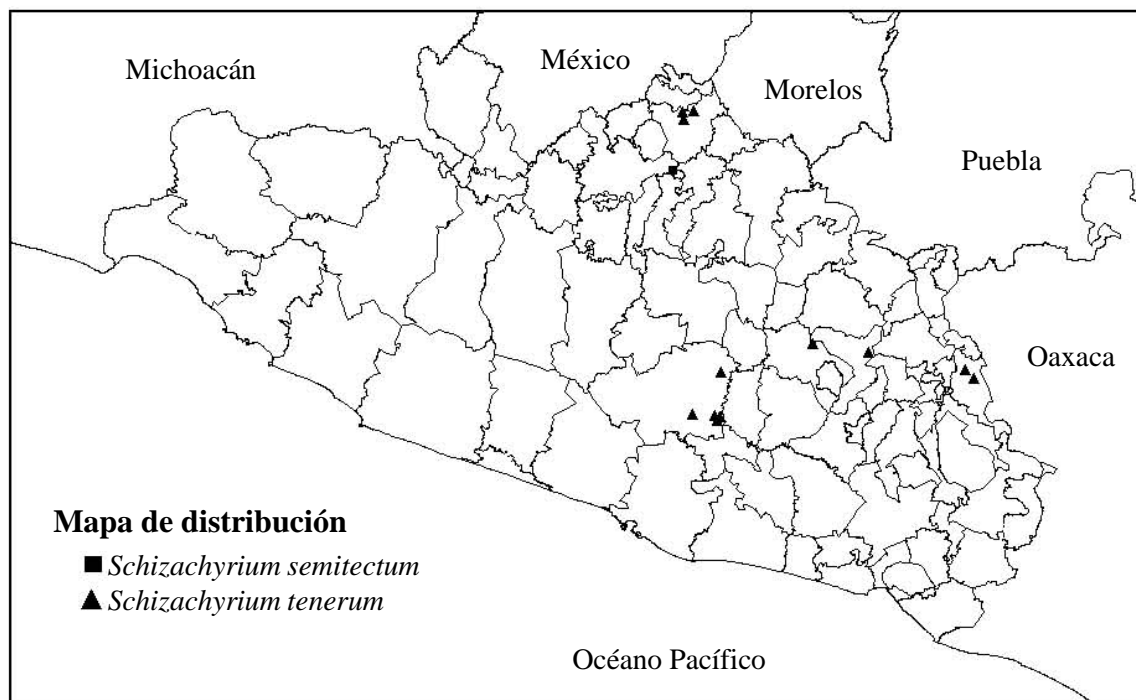 Michoacán
México
Morelos
Puebla
Oaxaca
Mapa de distribución
Schizachyrium semitectum
Schizachyrium tenerum
Océano Pacífico